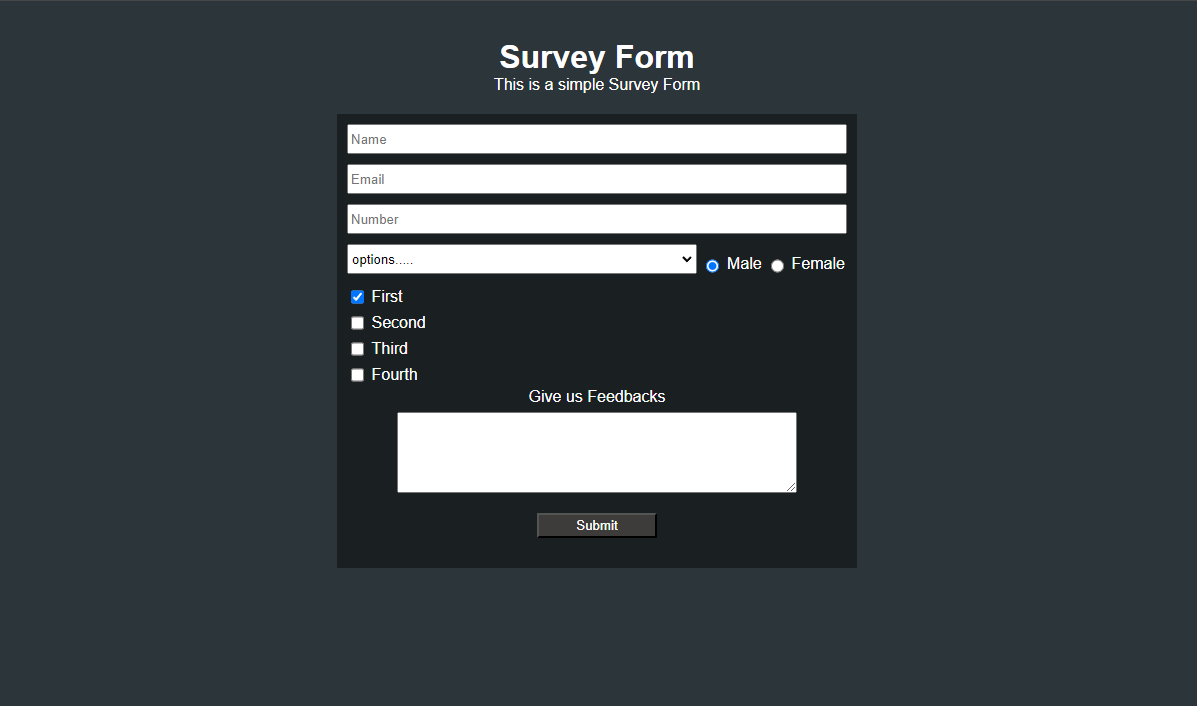 Survey Form
This is a simple Survey Form
Name
Email
Number
options..... Male Female
First
Second
Third
Fourth
Give us Feedbacks
Submit